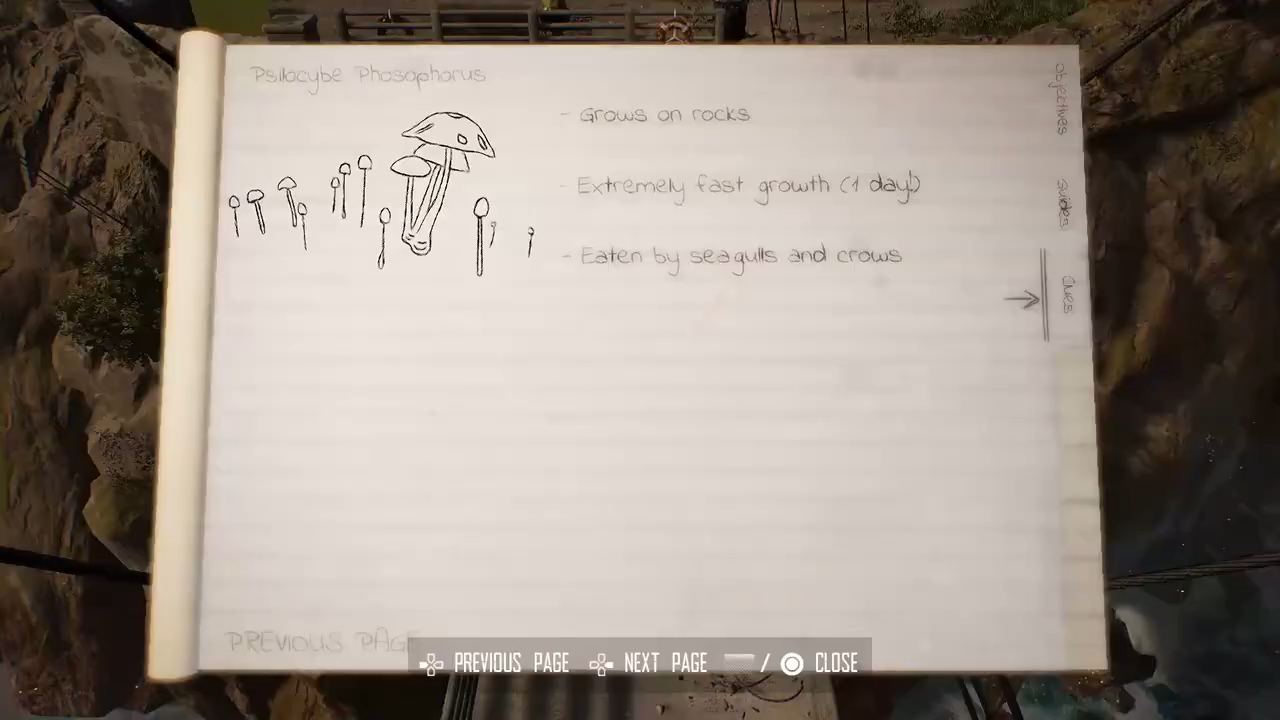 Psilocybe Phosophorus
- Grows on rocks
- Extremely fast growth (1 day!)
- Eaten by seagulls and crows
Objectives
Guides
Clues
PREVIOUS PAGE
PREVIOUS PAGE NEXT PAGE / CLOSE